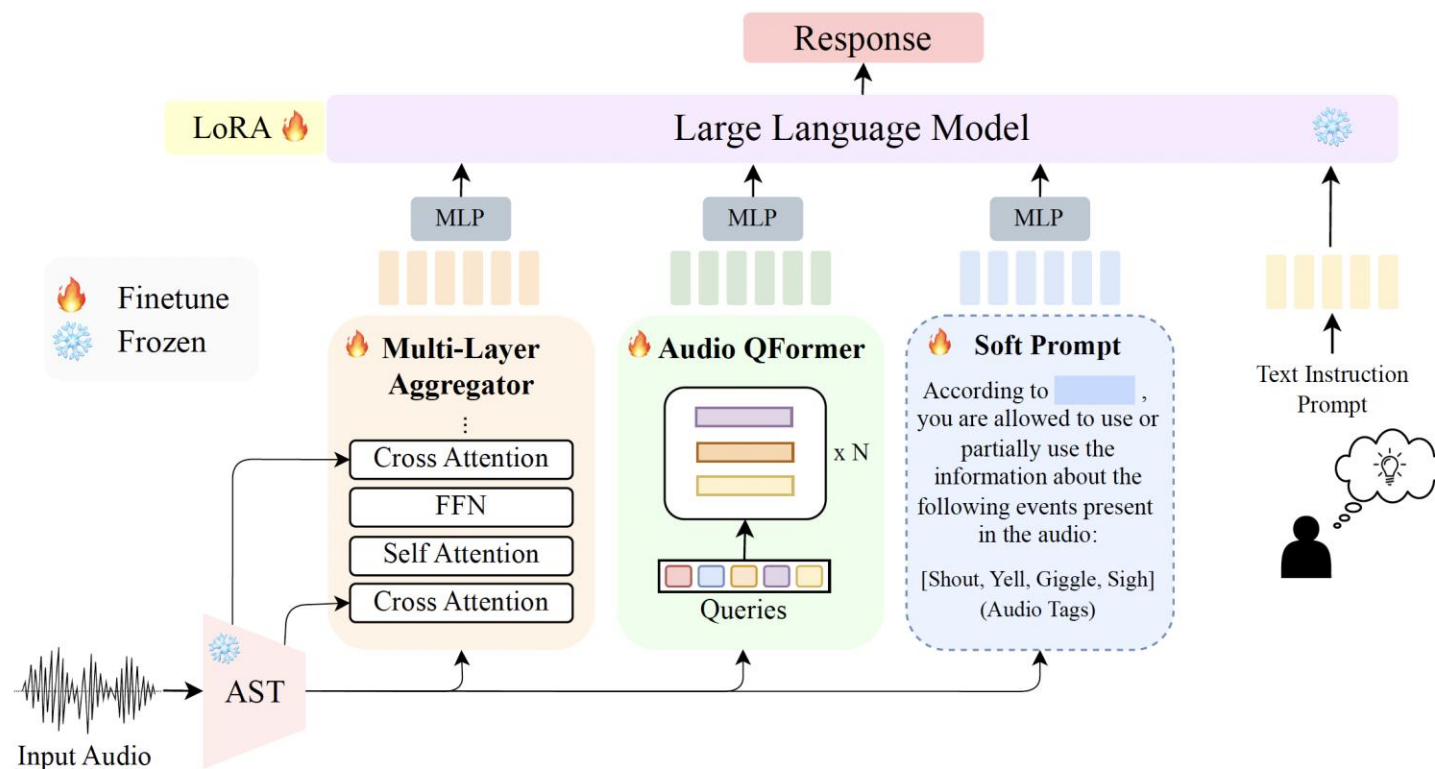 Response
LoRA
Large Language Model
MLP
MLP
MLP
Finetune
Frozen
Multi-Layer
Aggregator
...
Cross Attention
FFN
Self Attention
Cross Attention
Audio QFormer
x N
Queries
Soft Prompt
According to ,
you are allowed to use or
partially use the
information about the
following events present
in the audio:
[Shout, Yell, Giggle, Sigh]
(Audio Tags)
Text Instruction
Prompt
AST
Input Audio